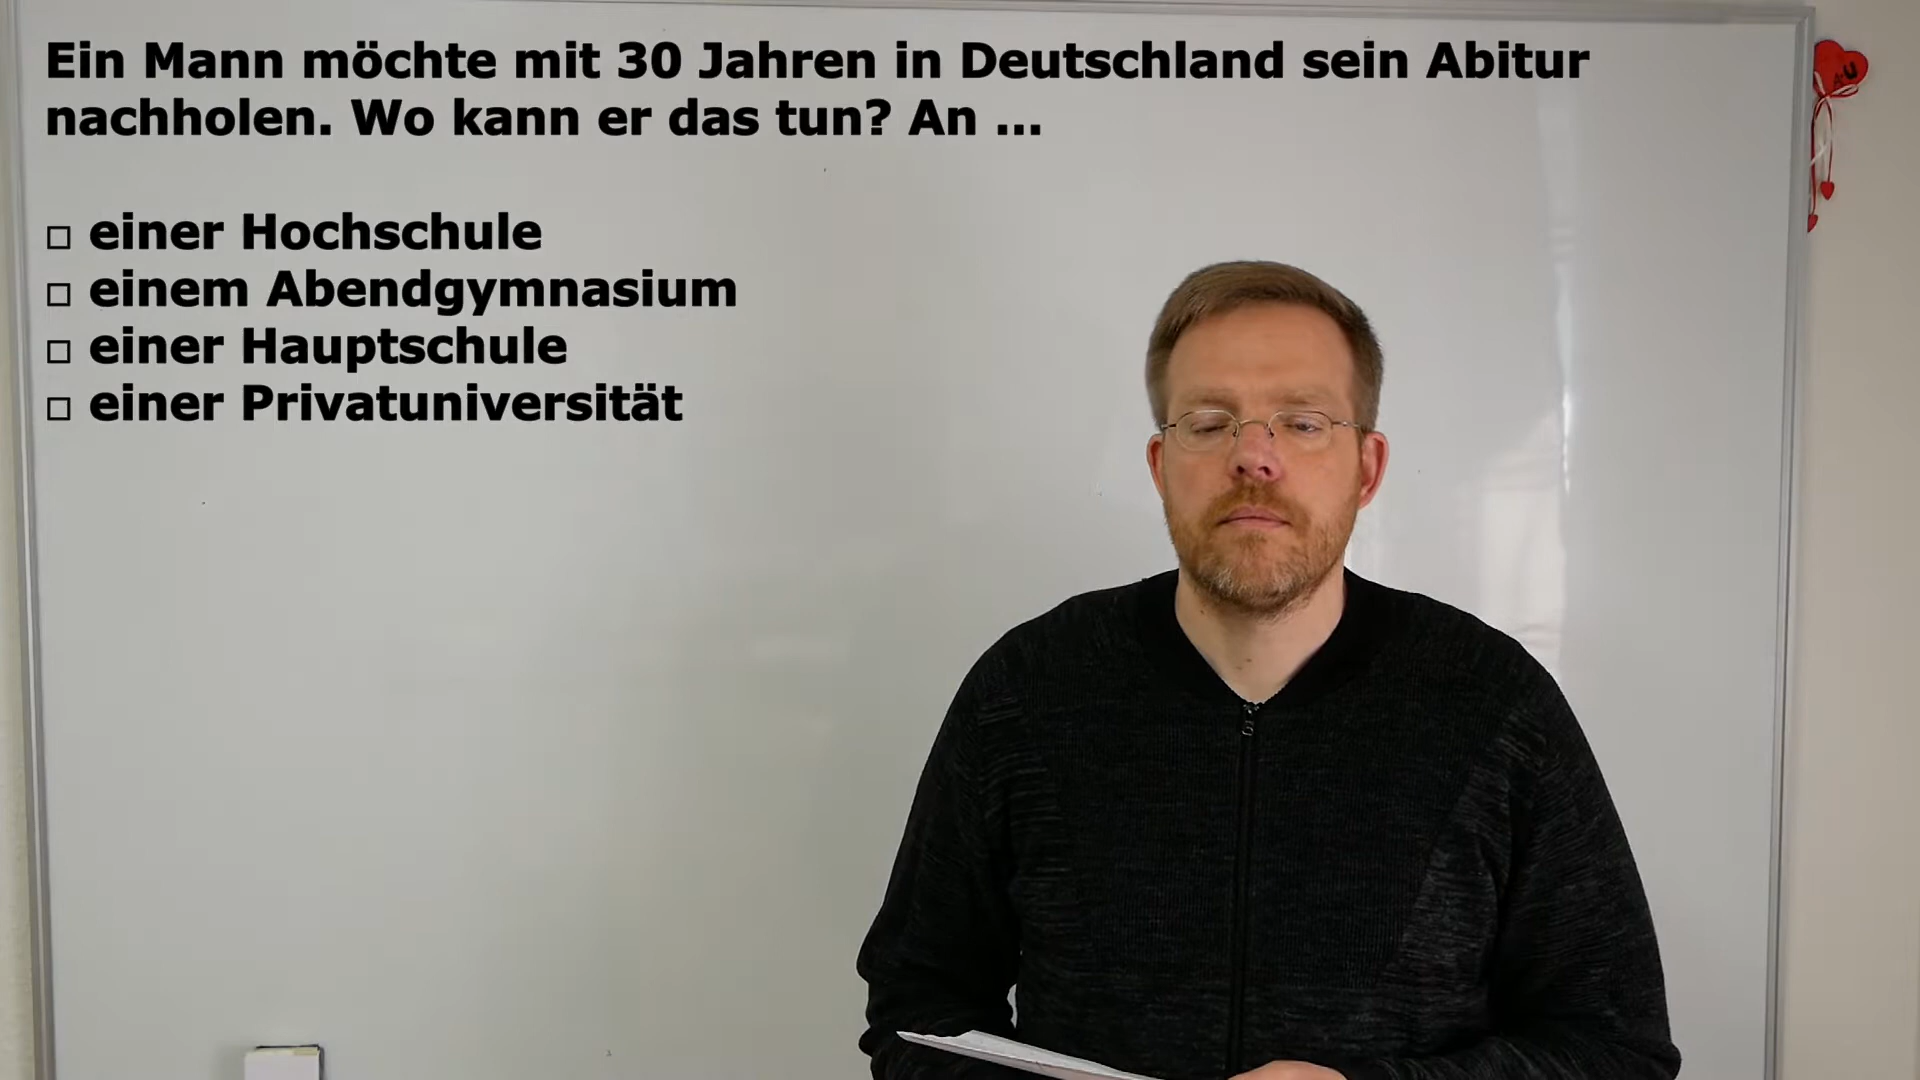 Ein Mann möchte mit 30 Jahren in Deutschland sein Abitur
nachholen. Wo kann er das tun? An ...
□ einer Hochschule
□ einem Abendgymnasium
□ einer Hauptschule
□ einer Privatuniversität